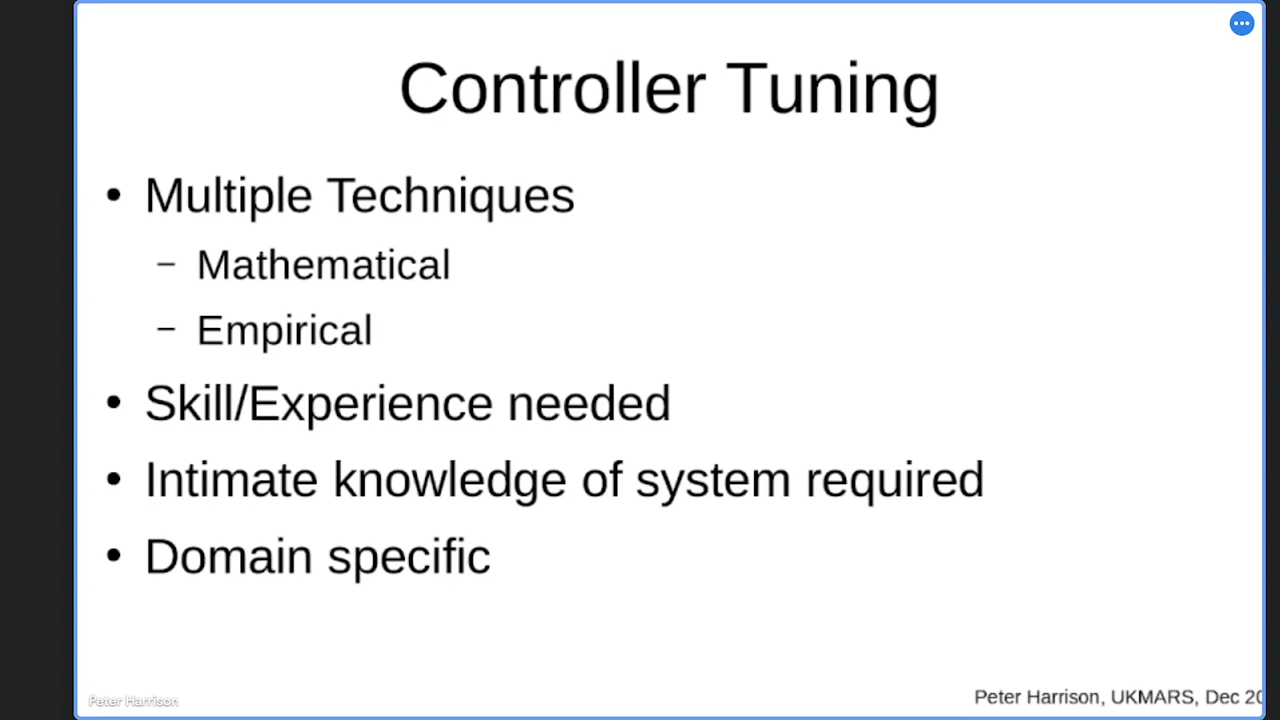 Controller Tuning
• Multiple Techniques
– Mathematical
– Empirical
• Skill/Experience needed
• Intimate knowledge of system required
• Domain specific
Peter Harrison
Peter Harrison, UKMARS, Dec